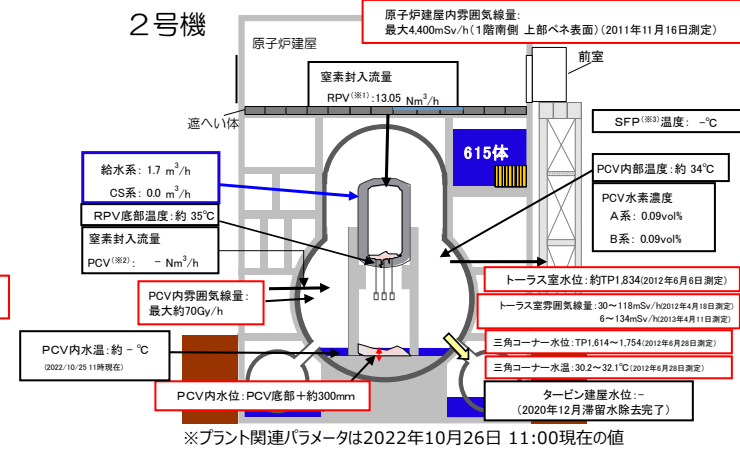 2号機
原子炉建屋内雰囲気線量:
最大4,400mSv/h(1階南側 上部ペネ表面)(2011年11月16日測定)
原子炉建屋
前室
窒素封入流量
RPV(※1):13.05 Nm³/h
遮へい体
SFP(※3)温度: -℃
615体
給水系: 1.7 m³/h
CS系: 0.0 m³/h
PCV内部温度:約 34℃
RPV底部温度:約 35℃
PCV水素濃度
A系: 0.09vol%
B系: 0.09vol%
窒素封入流量
PCV(※2): - Nm³/h
トーラス室水位:約TP1,834(2012年6月6日測定)
PCV内雰囲気線量:
最大約70Gy/h
トーラス室雰囲気線量:30～118mSv/h(2012年4月18日測定)
6～134mSv/h(2013年4月11日測定)
三角コーナー水位:TP1,614～1,754(2012年6月28日測定)
PCV内水温:約 - ℃
(2022/10/25 11時現在)
三角コーナー水温:30.2～32.1℃(2012年6月28日測定)
PCV内水位:PCV底部+約300mm
タービン建屋水位:-
(2020年12月滞留水除去完了)
※プラント関連パラメータは2022年10月26日 11:00現在の値